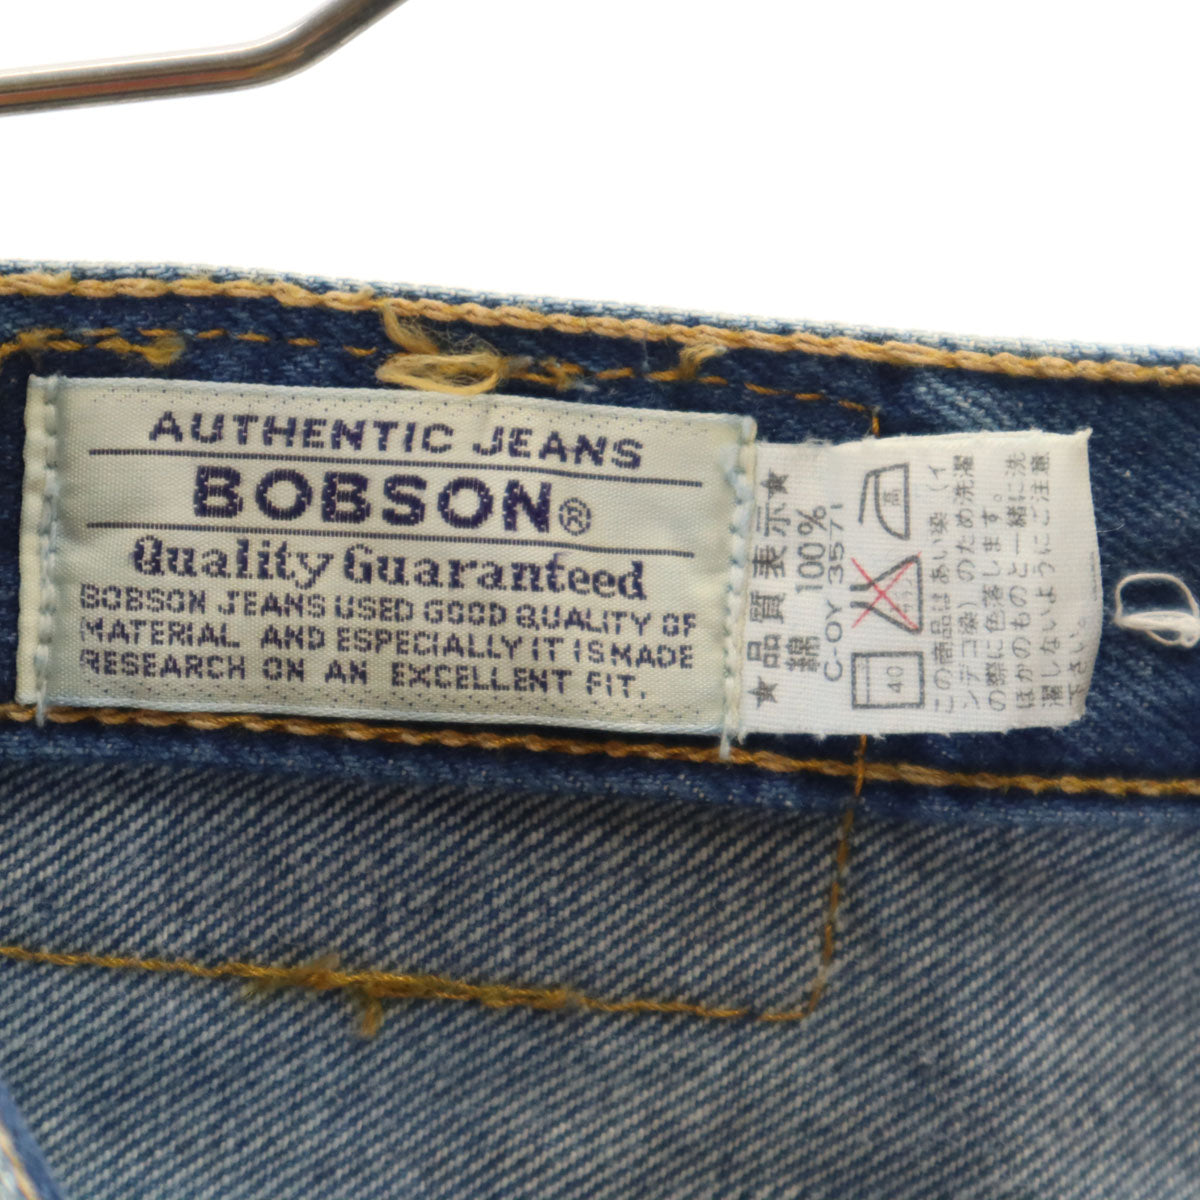 AUTHENTIC JEANS
BOBSON®
Quality Guaranteed
BOBSON JEANS USED GOOD QUALITY OF
MATERIAL AND ESPECIALLY IT IS MADE
RESEARCH ON AN EXCELLENT FIT.
★品質表示★
綿 100%
C-OY 3571
高
40
この商品はあい染(イ
ンデコ染)のため洗濯
の際に色落します。
ほかのものと一緒に洗
濯しないようにご注意
下さい。